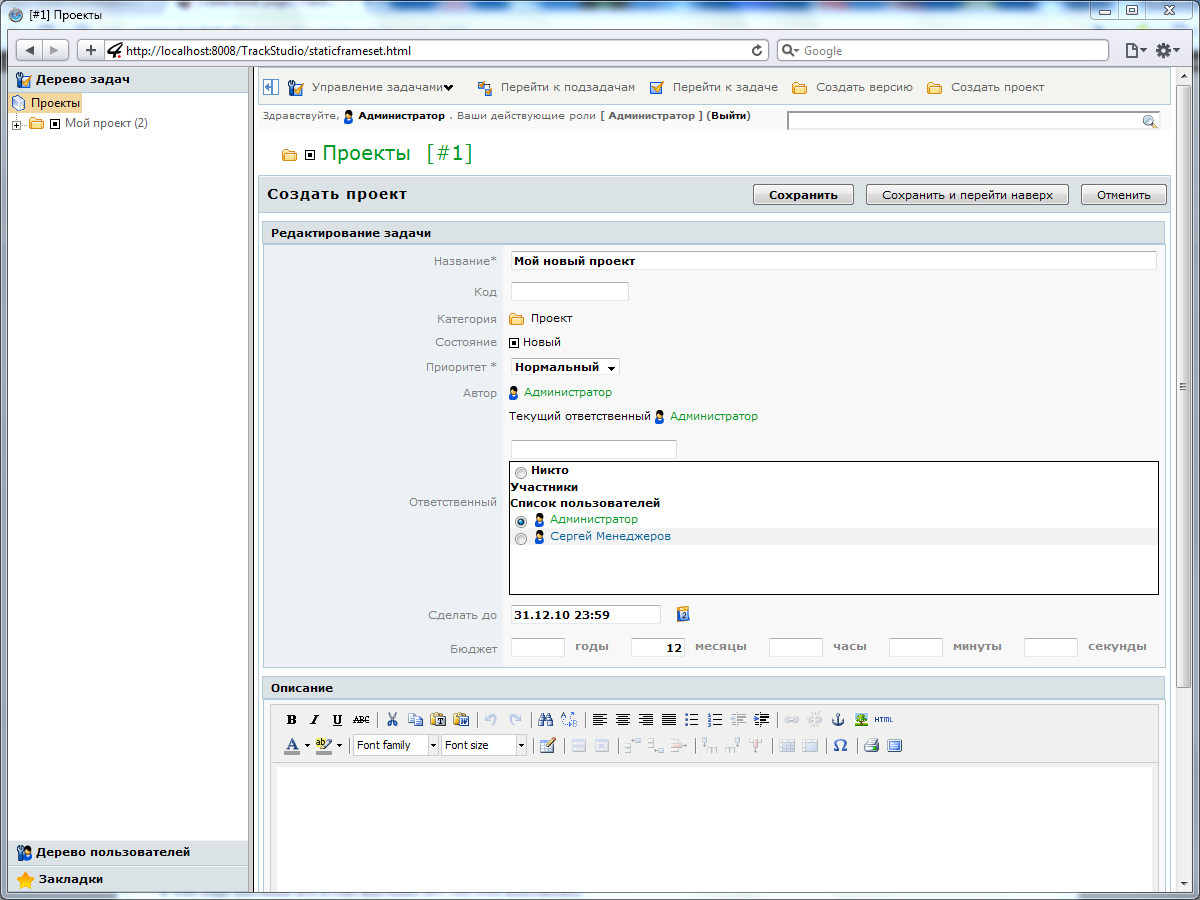 [#1] Проекты
http://localhost:8008/TrackStudio/staticframeset.html
Google
Дерево задач
Проекты
Мой проект (2)
Управление задачами Перейти к подзадачам Перейти к задаче Создать версию Создать проект
Здравствуйте, Администратор . Ваши действующие роли [ Администратор ] (Выйти)
Проекты [#1]
Создать проект Сохранить Сохранить и перейти наверх Отменить
Редактирование задачи
Название* Мой новый проект
Код
Категория Проект
Состояние Новый
Приоритет * Нормальный
Автор Администратор
Текущий ответственный Администратор
Никто
Участники
Ответственный
Список пользователей
Администратор
Сергей Менеджеров
Сделать до 31.12.10 23:59
Бюджет годы 12 месяцы часы минуты секунды
Описание
B I U ABC HTML
A ab Font family Font size Ω
Дерево пользователей
Закладки